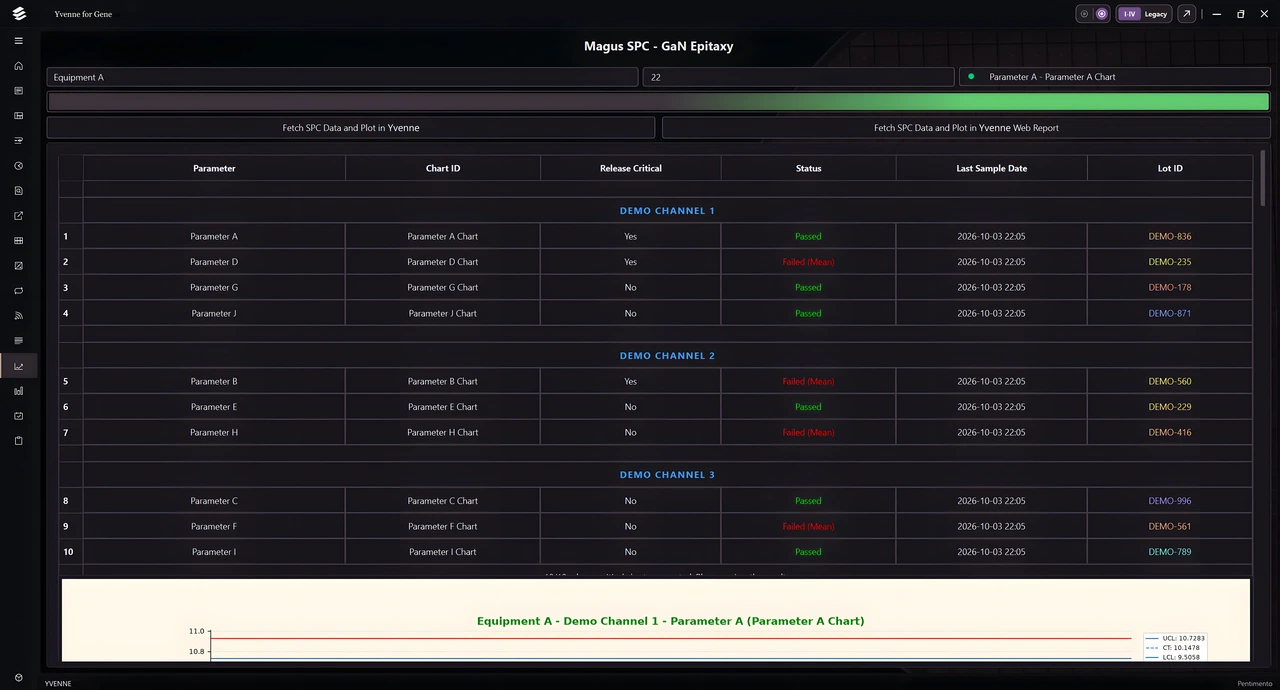 Yvenne for Gene
I-IV Legacy
Magus SPC - GaN Epitaxy
Equipment A 22 Parameter A - Parameter A Chart
Fetch SPC Data and Plot in Yvenne Fetch SPC Data and Plot in Yvenne Web Report
Parameter Chart ID Release Critical Status Last Sample Date Lot ID
DEMO CHANNEL 1
1 Parameter A Parameter A Chart Yes Passed 2026-10-03 22:05 DEMO-836
2 Parameter D Parameter D Chart Yes Failed (Mean) 2026-10-03 22:05 DEMO-235
3 Parameter G Parameter G Chart No Passed 2026-10-03 22:05 DEMO-178
4 Parameter J Parameter J Chart No Passed 2026-10-03 22:05 DEMO-871
DEMO CHANNEL 2
5 Parameter B Parameter B Chart Yes Failed (Mean) 2026-10-03 22:05 DEMO-560
6 Parameter E Parameter E Chart No Passed 2026-10-03 22:05 DEMO-229
7 Parameter H Parameter H Chart No Failed (Mean) 2026-10-03 22:05 DEMO-416
DEMO CHANNEL 3
8 Parameter C Parameter C Chart No Passed 2026-10-03 22:05 DEMO-996
9 Parameter F Parameter F Chart No Failed (Mean) 2026-10-03 22:05 DEMO-561
10 Parameter I Parameter I Chart No Passed 2026-10-03 22:05 DEMO-789
Equipment A - Demo Channel 1 - Parameter A (Parameter A Chart)
11.0
10.8
UCL: 10.7283
CT: 10.1478
LCL: 9.5058
YVENNE Pentimento